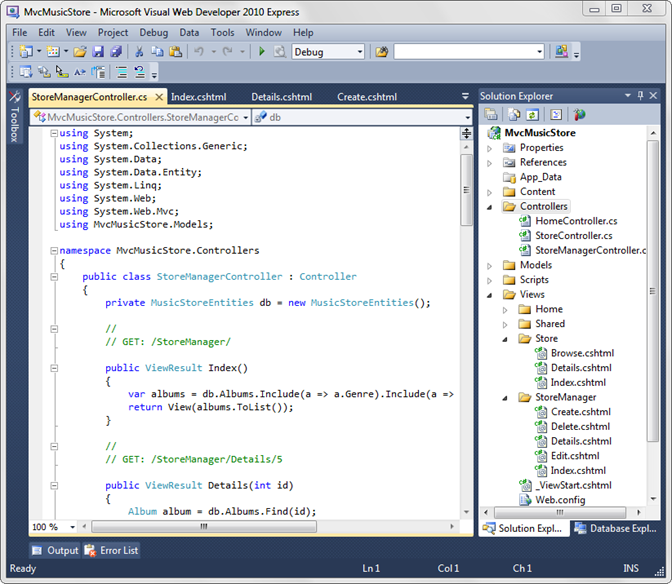 MvcMusicStore - Microsoft Visual Web Developer 2010 Express
File Edit View Project Debug Data Tools Window Help
Debug
Toolbox
StoreManagerController.cs Index.cshtml Details.cshtml Create.cshtml
MvcMusicStore.Controllers.StoreManagerCo db
using System;
using System.Collections.Generic;
using System.Data;
using System.Data.Entity;
using System.Linq;
using System.Web;
using System.Web.Mvc;
using MvcMusicStore.Models;
namespace MvcMusicStore.Controllers
{
public class StoreManagerController : Controller
{
private MusicStoreEntities db = new MusicStoreEntities();
//
// GET: /StoreManager/
public ViewResult Index()
{
var albums = db.Albums.Include(a => a.Genre).Include(a =>
return View(albums.ToList());
}
//
// GET: /StoreManager/Details/5
public ViewResult Details(int id)
{
Album album = db.Albums.Find(id);
100 %
Solution Explorer
MvcMusicStore
Properties
References
App_Data
Content
Controllers
HomeController.cs
StoreController.cs
StoreManagerController.c
Models
Scripts
Views
Home
Shared
Store
Browse.cshtml
Details.cshtml
Index.cshtml
StoreManager
Create.cshtml
Delete.cshtml
Details.cshtml
Edit.cshtml
Index.cshtml
_ViewStart.cshtml
Web.config
Solution Expl... Database Expl...
Output Error List
Ready Ln 1 Col 1 Ch 1 INS